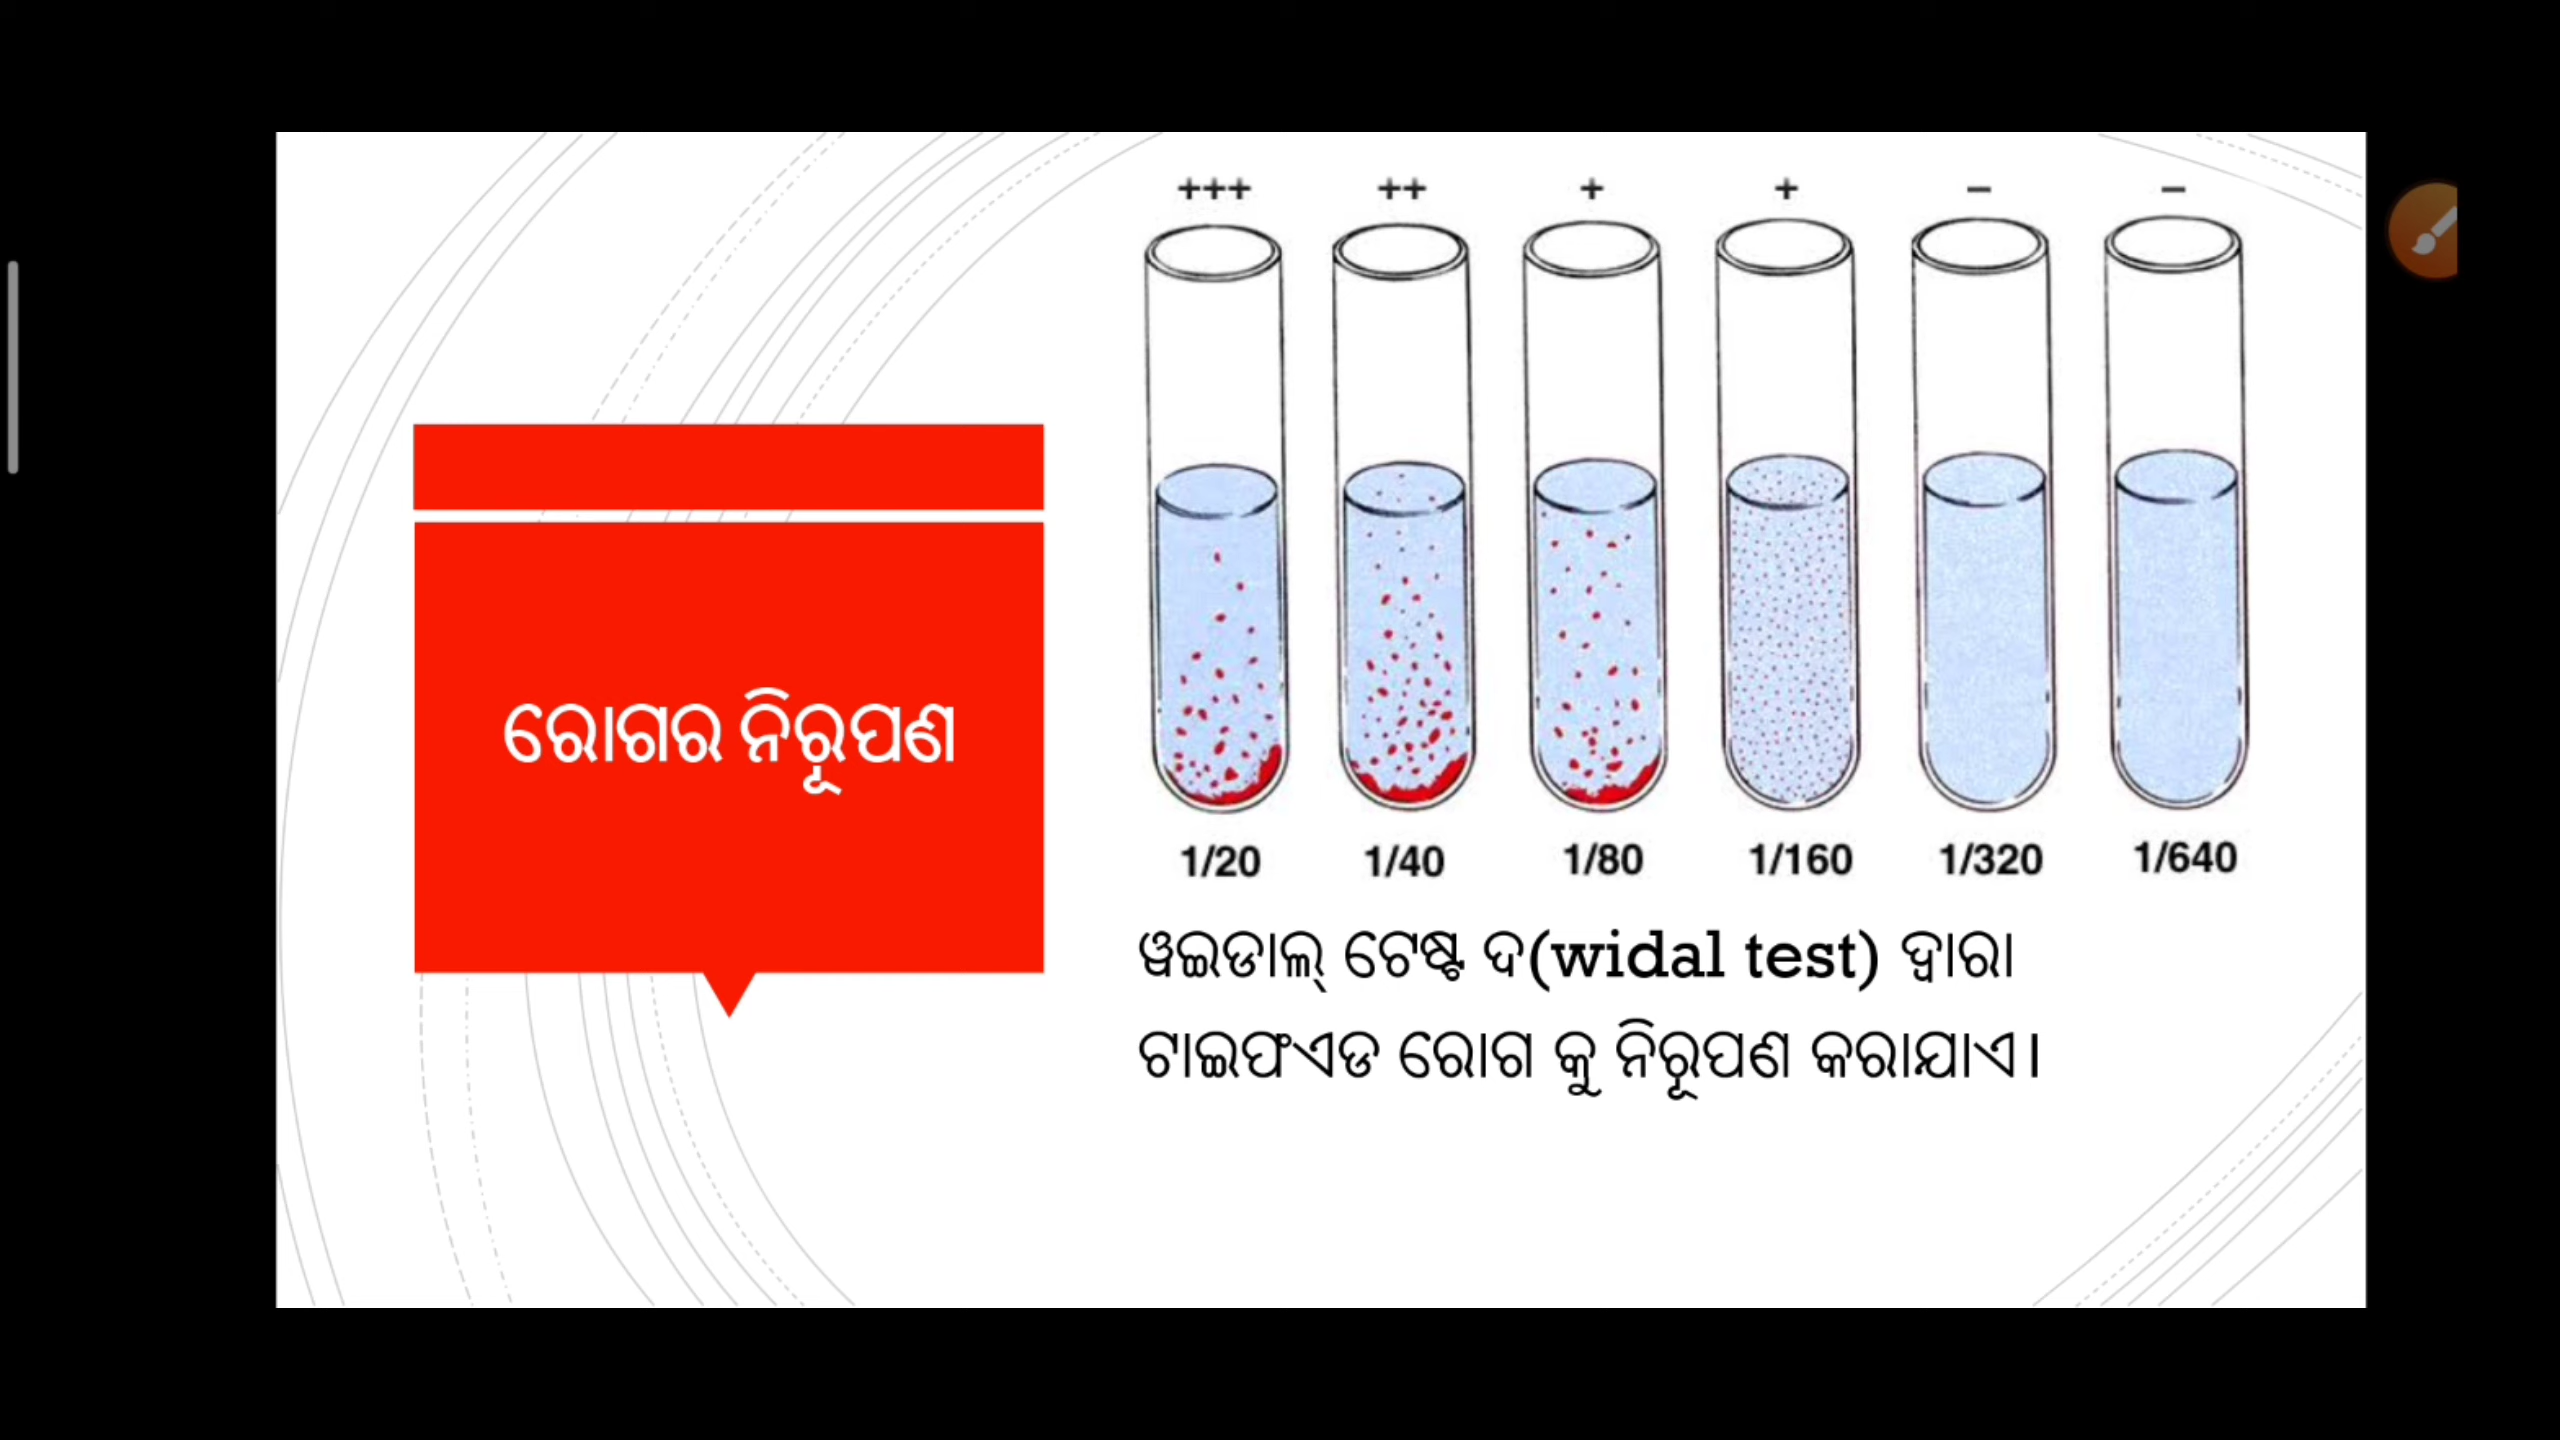 +++ ++ + + – –
1/20 1/40 1/80 1/160 1/320 1/640
ରୋଗର ନିରୂପଣ
ୱଇଡାଲ୍ ଟେଷ୍ଟ ଦ(widal test) ଦ୍ୱାରା
ଟାଇଫଏଡ ରୋଗ କୁ ନିରୂପଣ କରାଯାଏ।